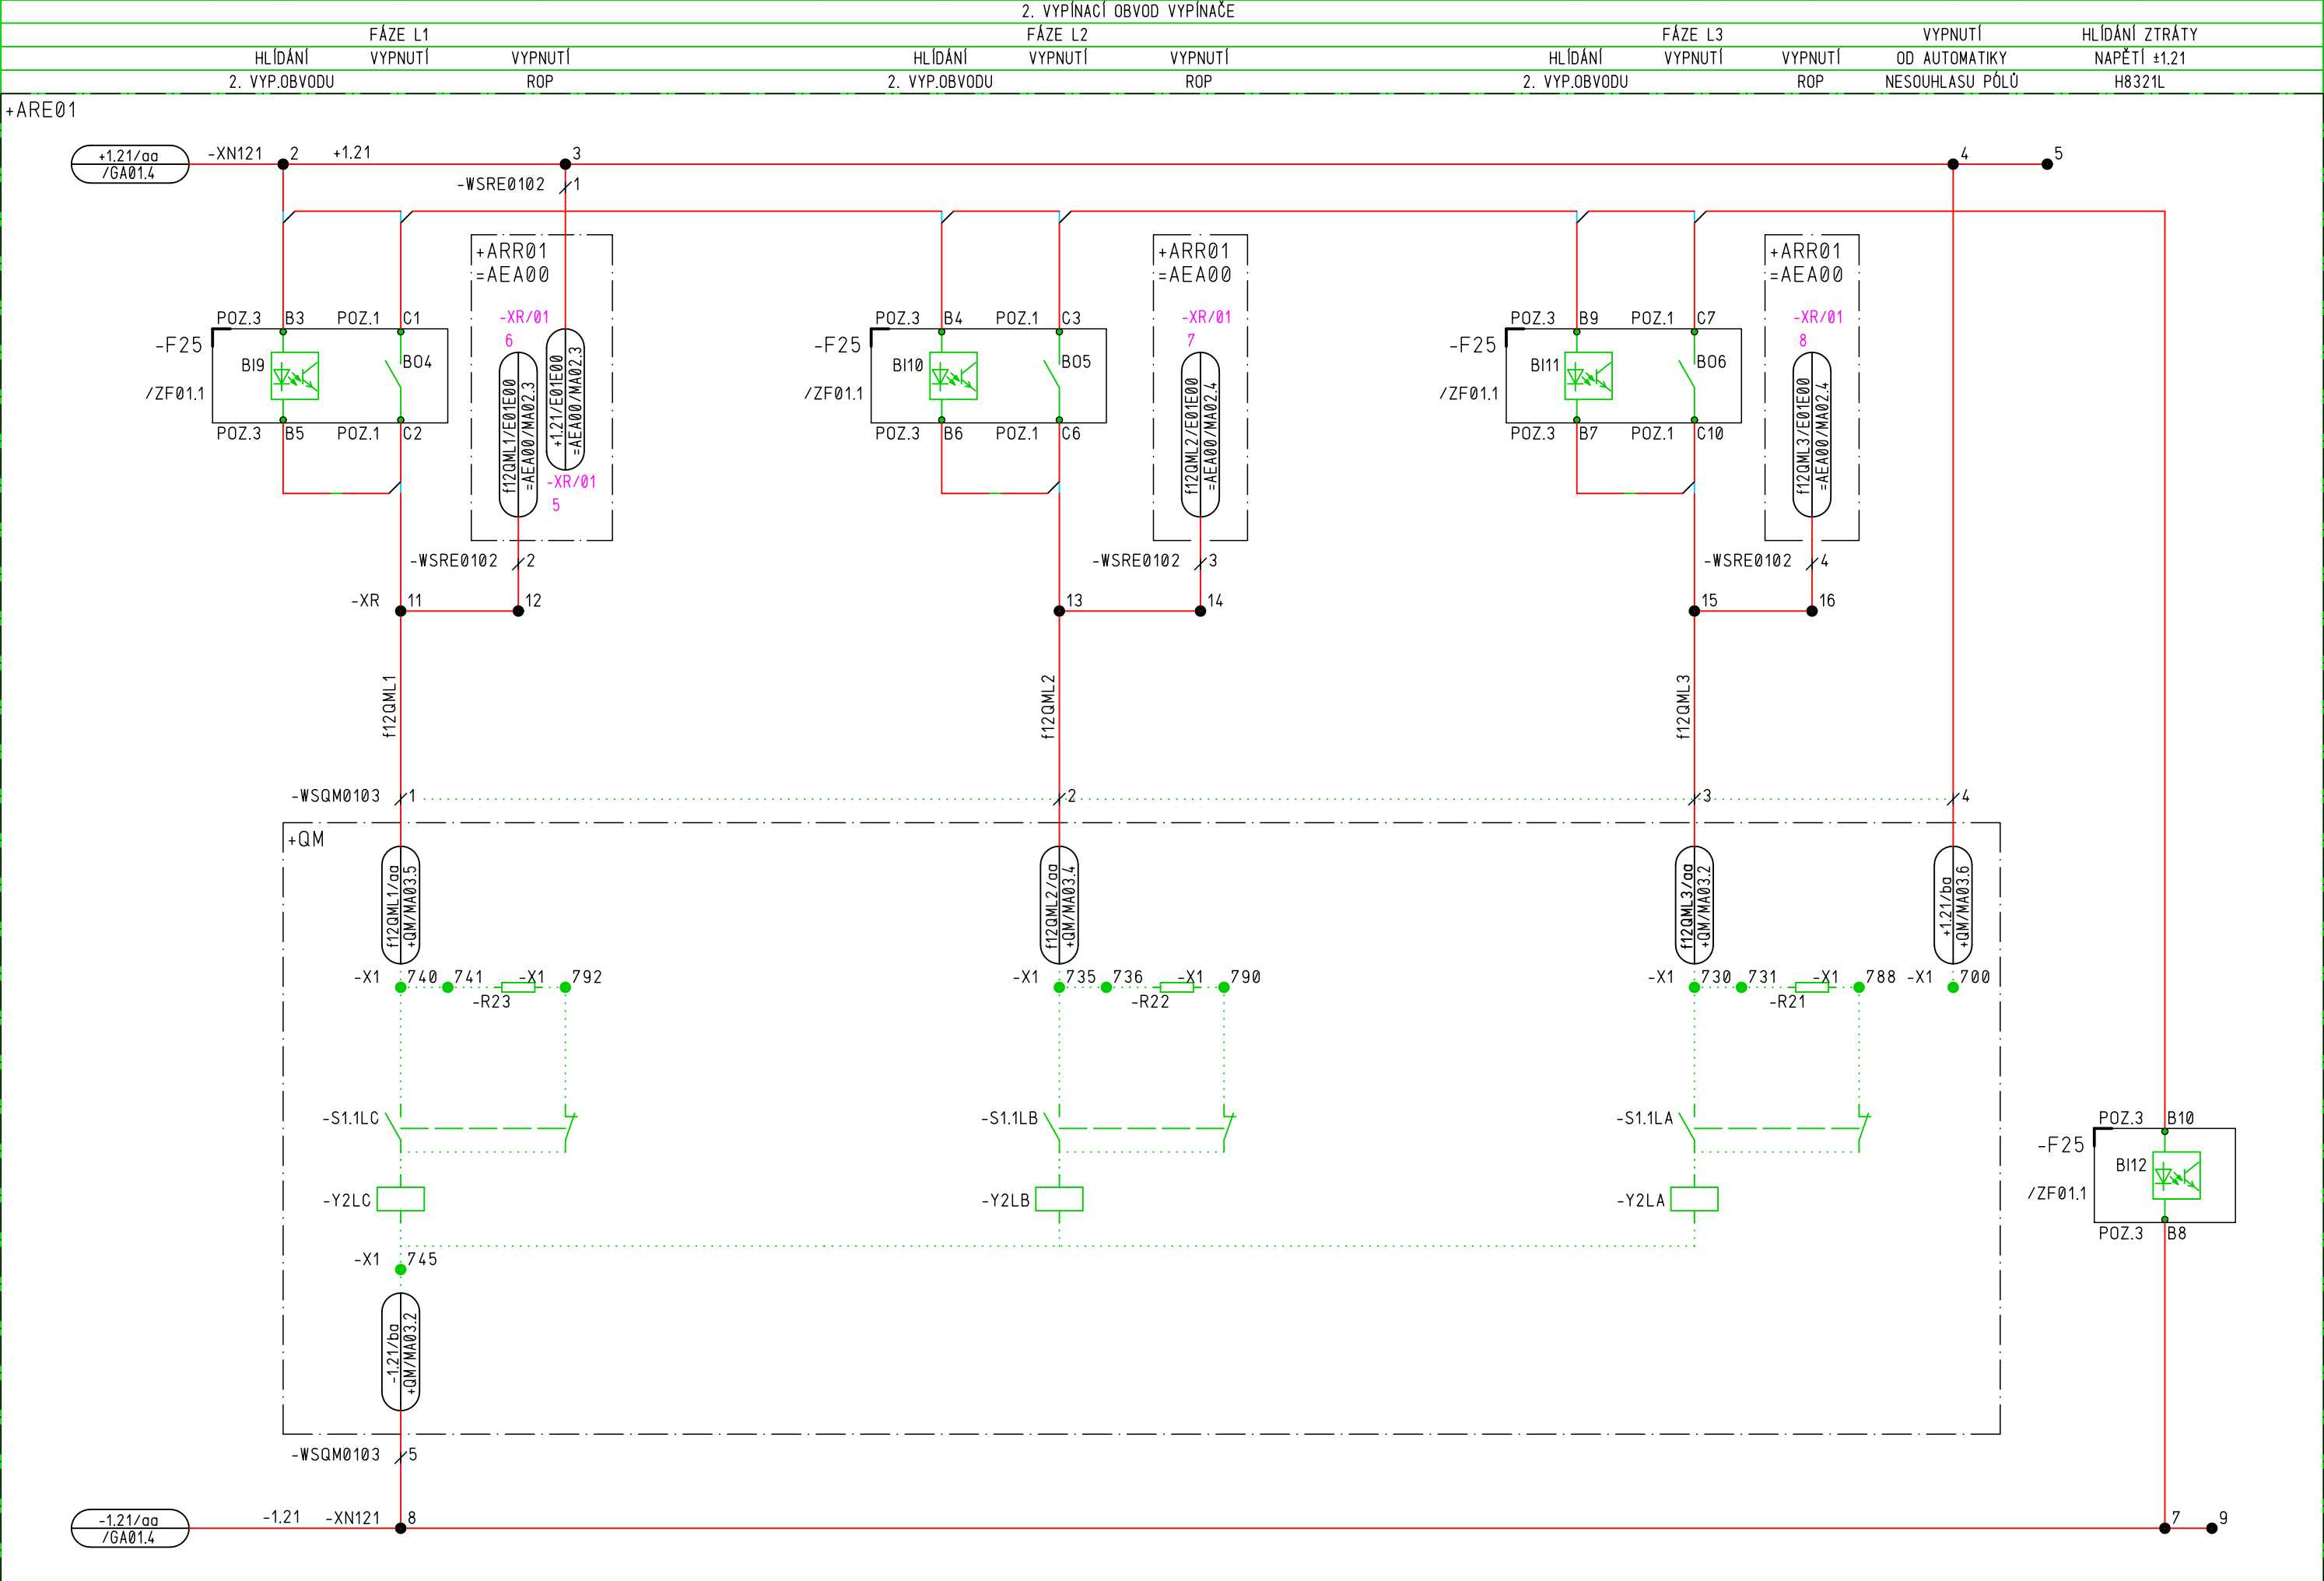 2. VYPÍNACÍ OBVOD VYPÍNAČE
FÁZE L1 FÁZE L2 FÁZE L3 VYPNUTÍ HLÍDÁNÍ ZTRÁTY
HLÍDÁNÍ VYPNUTÍ VYPNUTÍ HLÍDÁNÍ VYPNUTÍ VYPNUTÍ HLÍDÁNÍ VYPNUTÍ VYPNUTÍ OD AUTOMATIKY NAPĚTÍ ±1.21
2. VYP.OBVODU ROP 2. VYP.OBVODU ROP 2. VYP.OBVODU ROP NESOUHLASU PÓLŮ H8321L
+ARE01
+1.21/aa
/GA01.4
-XN121 2 +1.21 3 4 5
-WSRE0102 1
+ARR01 +ARR01 +ARR01
=AEA00 =AEA00 =AEA00
POZ.3 B3 POZ.1 C1 -XR/01 POZ.3 B4 POZ.1 C3 -XR/01 POZ.3 B9 POZ.1 C7 -XR/01
6 7 8
-F25 -F25 -F25
BI9 BO4 BI10 BO5 BI11 BO6
/ZF01.1 /ZF01.1 /ZF01.1
f12QML1/E01E00
=AEA00/MA02.3
+1.21/E01E00
=AEA00/MA02.3
f12QML2/E01E00
=AEA00/MA02.4
f12QML3/E01E00
=AEA00/MA02.4
POZ.3 B5 POZ.1 C2 POZ.3 B6 POZ.1 C6 POZ.3 B7 POZ.1 C10
-XR/01
5
-WSRE0102 2 -WSRE0102 3 -WSRE0102 4
-XR 11 12 13 14 15 16
f12QML1 f12QML2 f12QML3
-WSQM0103 1 2 3 4
+QM
f12QML1/aa
+QM/MA03.5
f12QML2/aa
+QM/MA03.4
f12QML3/aa
+QM/MA03.2
+1.21/ba
+QM/MA03.6
-X1 740 741 -X1 792 -X1 735 736 -X1 790 -X1 730 731 -X1 788 -X1 700
-R23 -R22 -R21
-S1.1LC -S1.1LB -S1.1LA
POZ.3 B10
-F25
BI12
/ZF01.1
POZ.3 B8
-Y2LC -Y2LB -Y2LA
-X1 745
-1.21/ba
+QM/MA03.2
-WSQM0103 5
-1.21/aa
/GA01.4
-1.21 -XN121 8 7 9